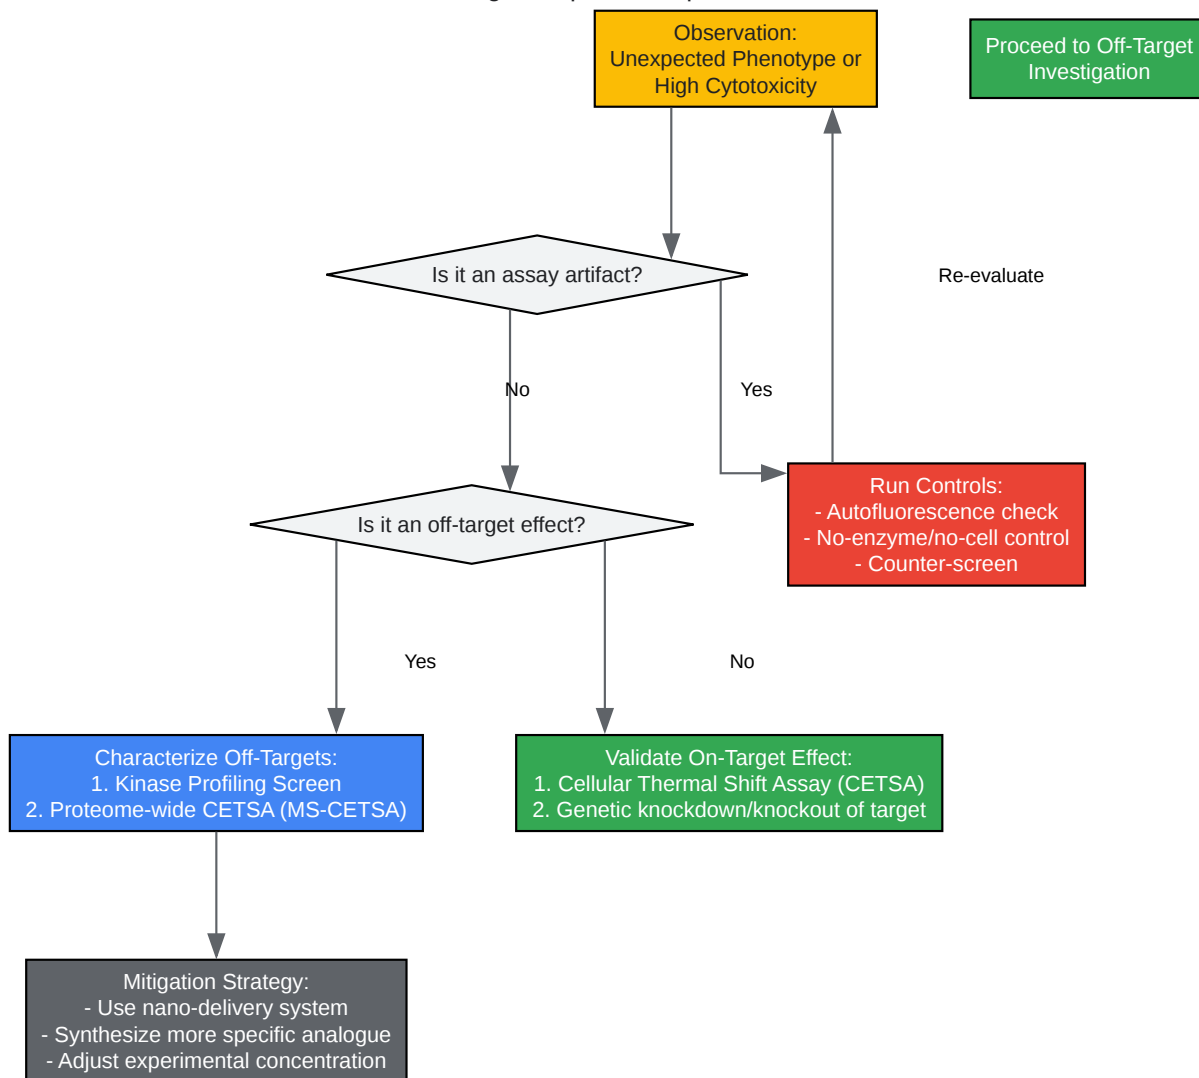 Observation:
Unexpected Phenotype or
High Cytotoxicity
Proceed to Off-Target
Investigation
Is it an assay artifact?
Re-evaluate
No
Yes
Run Controls:
- Autofluorescence check
- No-enzyme/no-cell control
- Counter-screen
Is it an off-target effect?
Yes
No
Characterize Off-Targets:
1. Kinase Profiling Screen
2. Proteome-wide CETSA (MS-CETSA)
Validate On-Target Effect:
1. Cellular Thermal Shift Assay (CETSA)
2. Genetic knockdown/knockout of target
Mitigation Strategy:
- Use nano-delivery system
- Synthesize more specific analogue
- Adjust experimental concentration